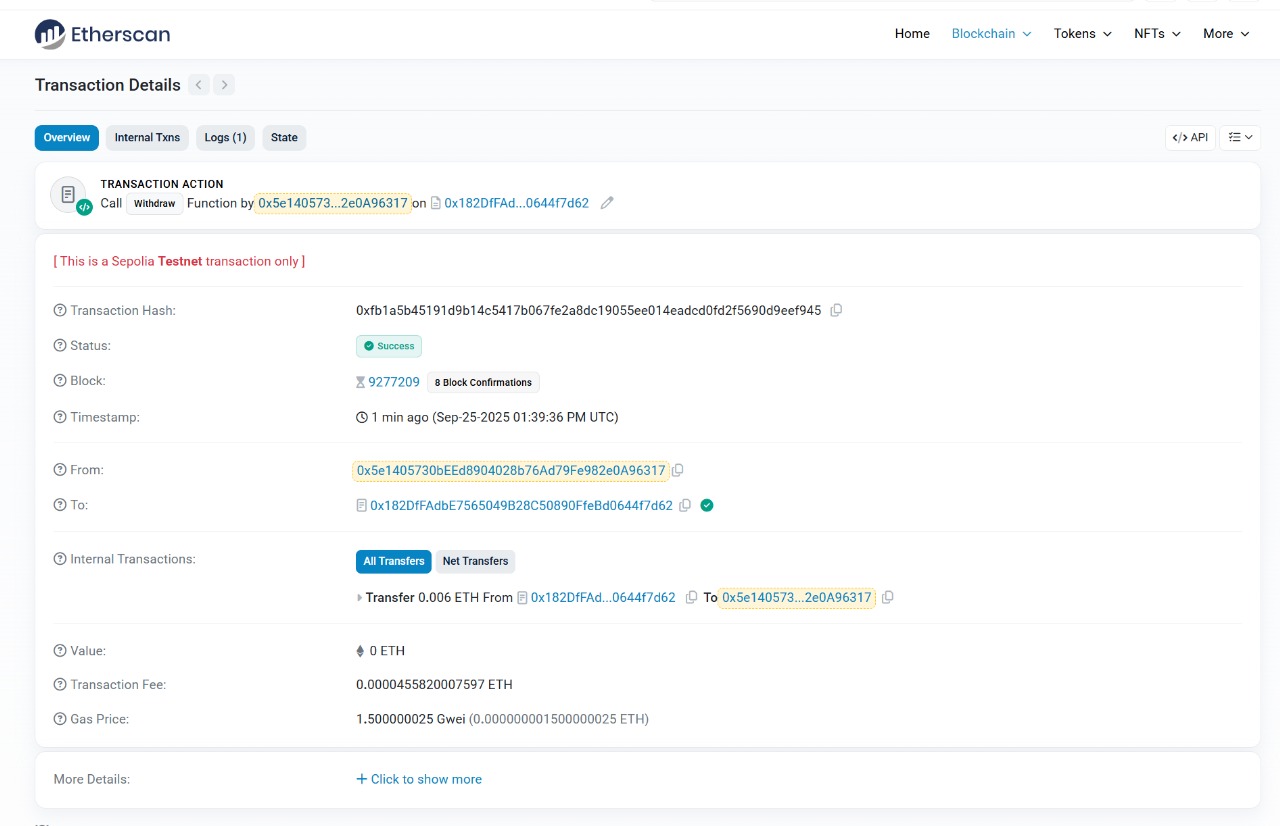 Etherscan
Home Blockchain Tokens NFTs More
Transaction Details
Overview Internal Txns Logs (1) State
</> API
TRANSACTION ACTION
Call Withdraw Function by 0x5e140573...2e0A96317 on 0x182DfFAd...0644f7d62
[ This is a Sepolia Testnet transaction only ]
Transaction Hash: 0xfb1a5b45191d9b14c5417b067fe2a8dc19055ee014eadcd0fd2f5690d9eef945
Status: Success
Block: 9277209 8 Block Confirmations
Timestamp: 1 min ago (Sep-25-2025 01:39:36 PM UTC)
From: 0x5e1405730bEEd8904028b76Ad79Fe982e0A96317
To: 0x182DfFAdbE7565049B28C50890FfeBd0644f7d62
Internal Transactions: All Transfers Net Transfers
Transfer 0.006 ETH From 0x182DfFAd...0644f7d62 To 0x5e140573...2e0A96317
Value: 0 ETH
Transaction Fee: 0.0000455820007597 ETH
Gas Price: 1.500000025 Gwei (0.000000001500000025 ETH)
More Details: + Click to show more